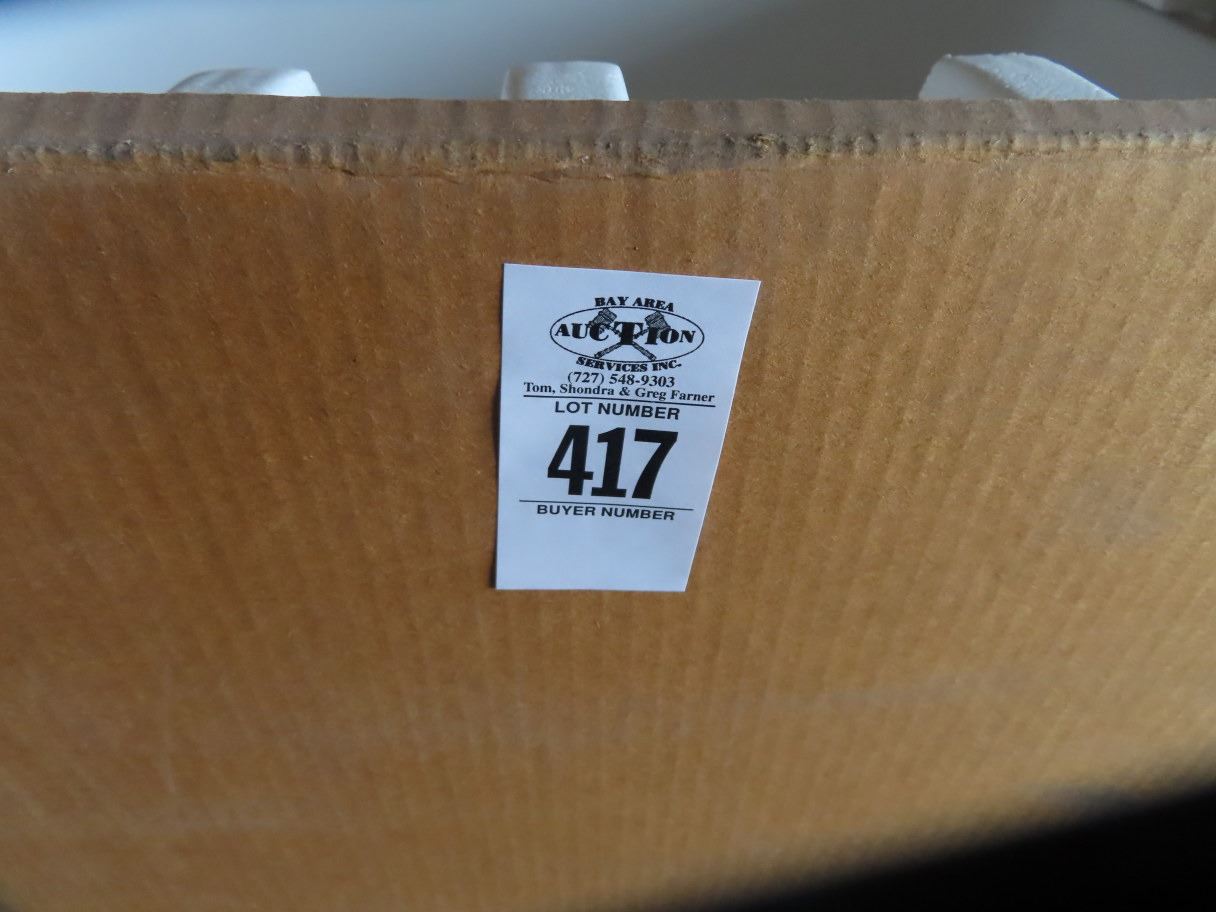 BAY AREA
AUCTION
SERVICES INC.
(727) 548-9303
Tom, Shondra & Greg Farner
LOT NUMBER
417
BUYER NUMBER